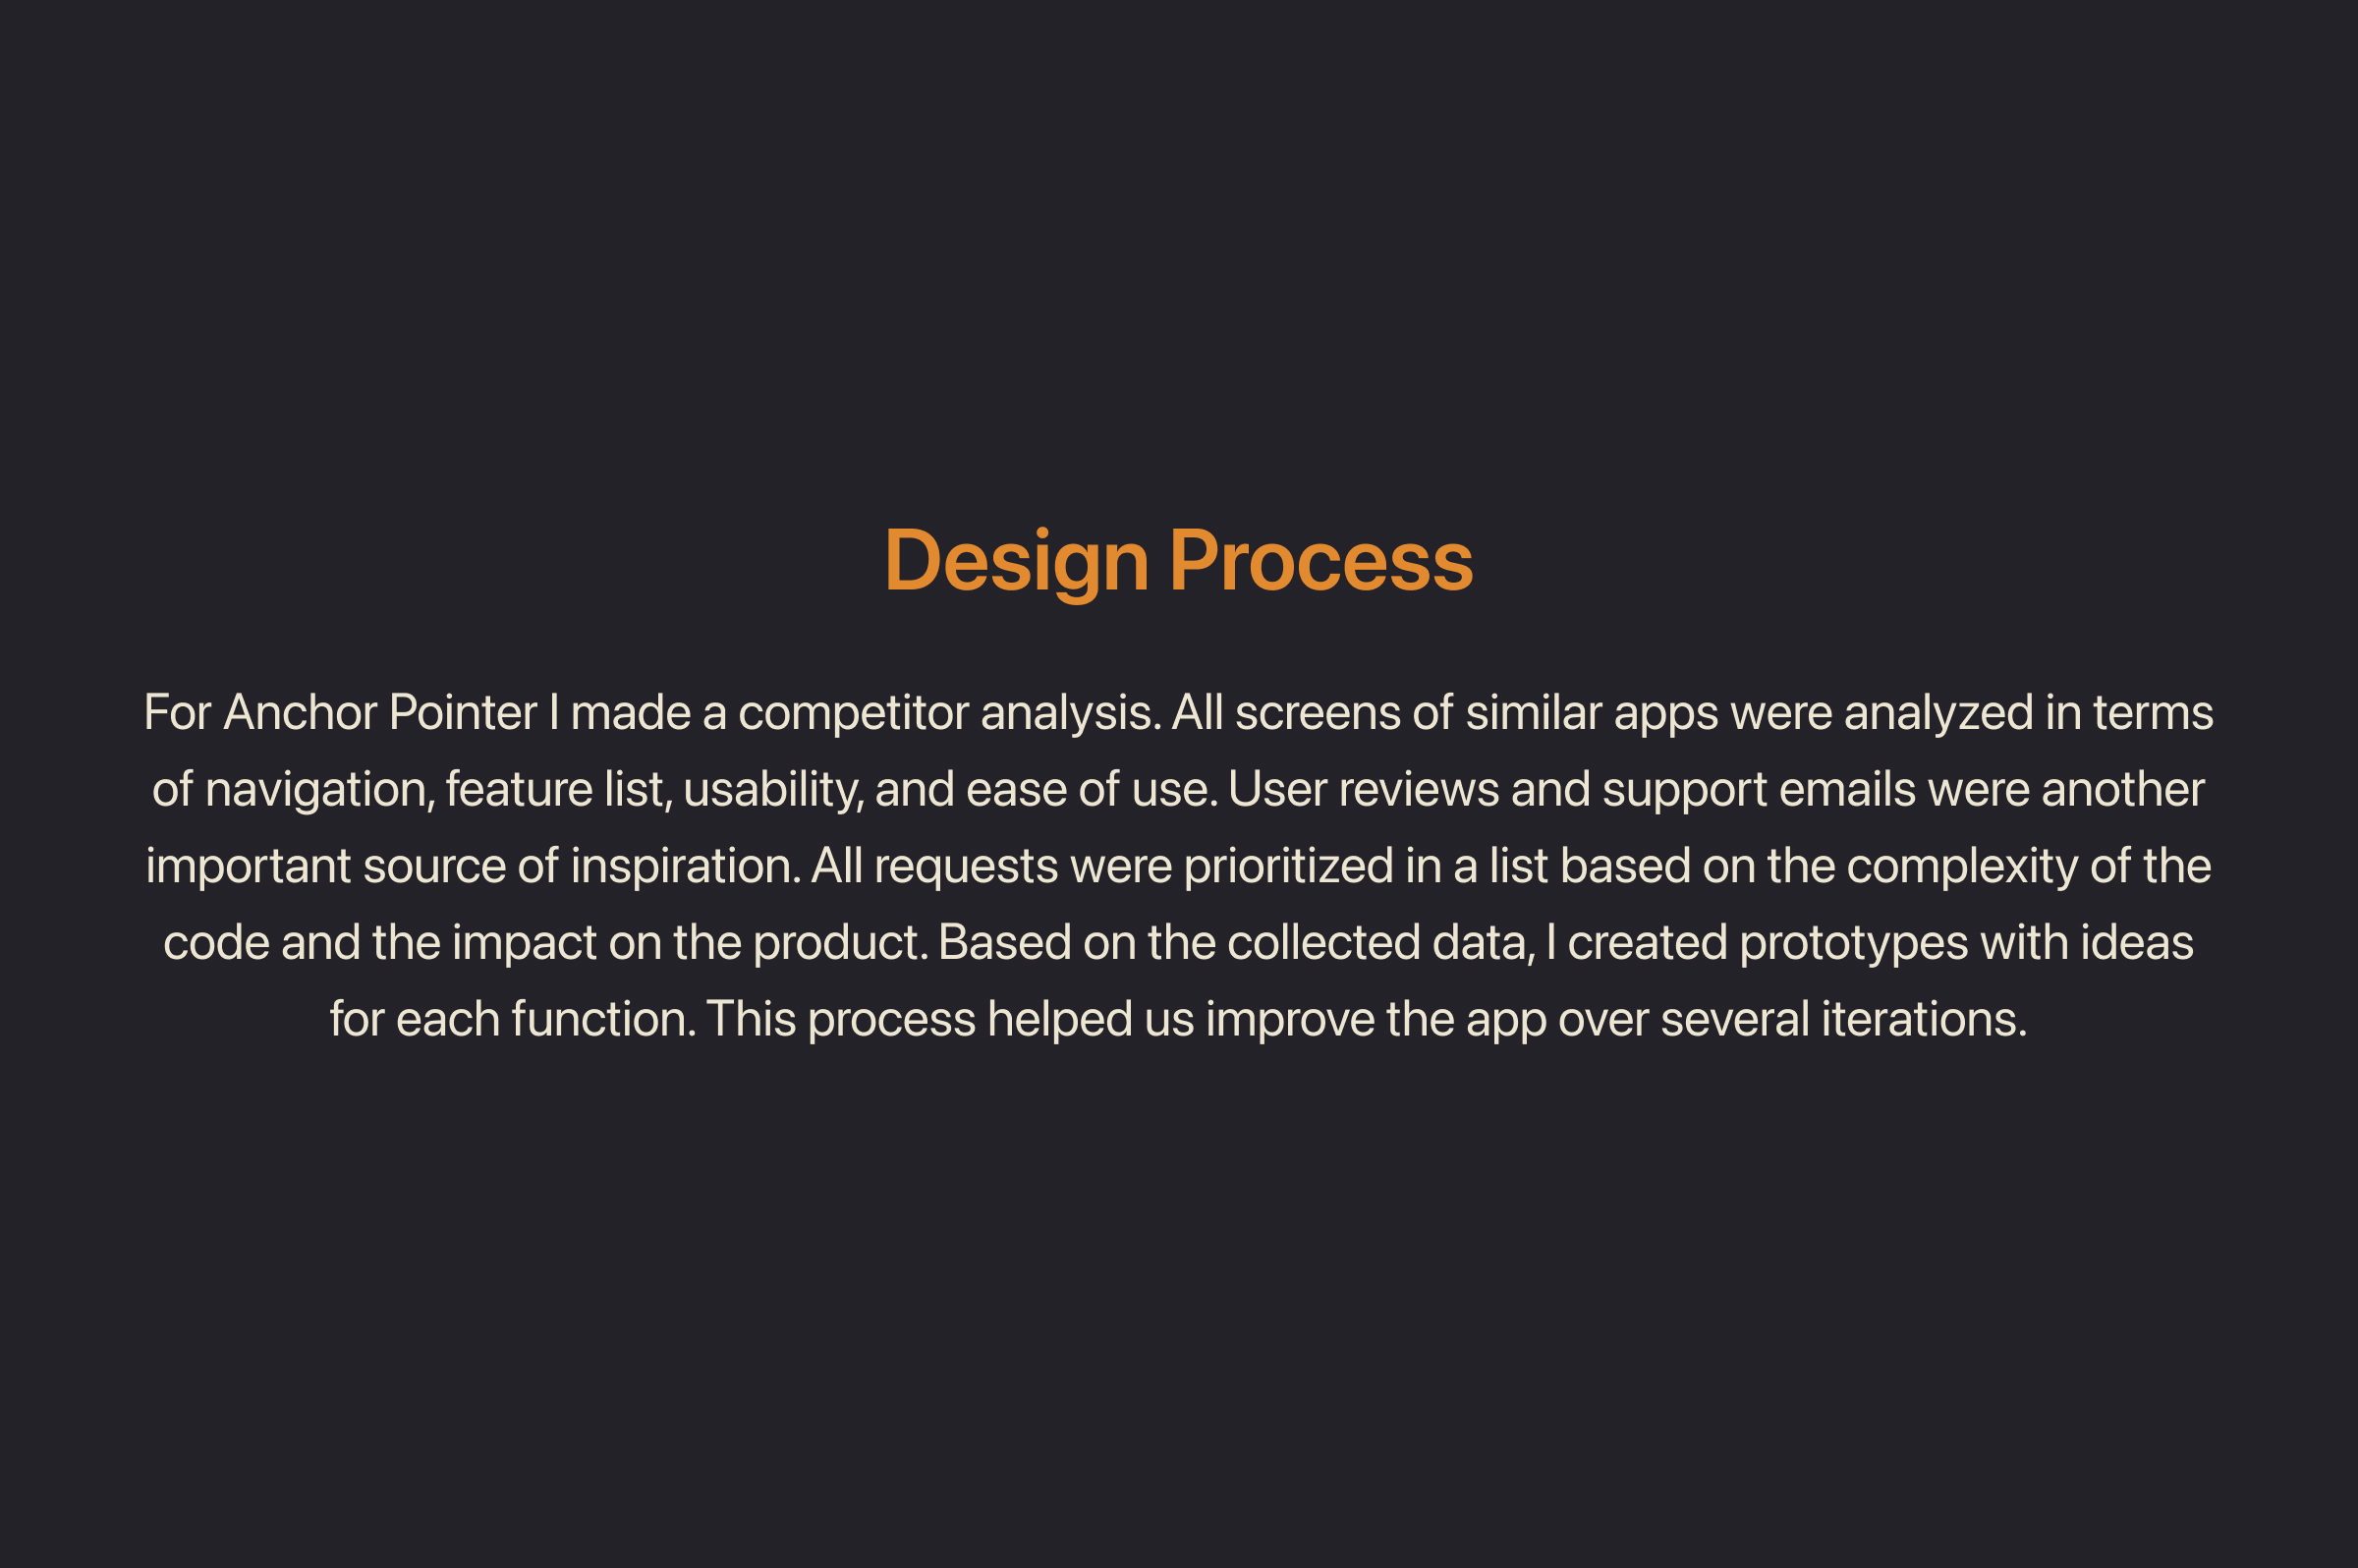 Design Process
For Anchor Pointer I made a competitor analysis. All screens of similar apps were analyzed in terms
of navigation, feature list, usability, and ease of use. User reviews and support emails were another
important source of inspiration. All requests were prioritized in a list based on the complexity of the
code and the impact on the product. Based on the collected data, I created prototypes with ideas
for each function. This process helped us improve the app over several iterations.